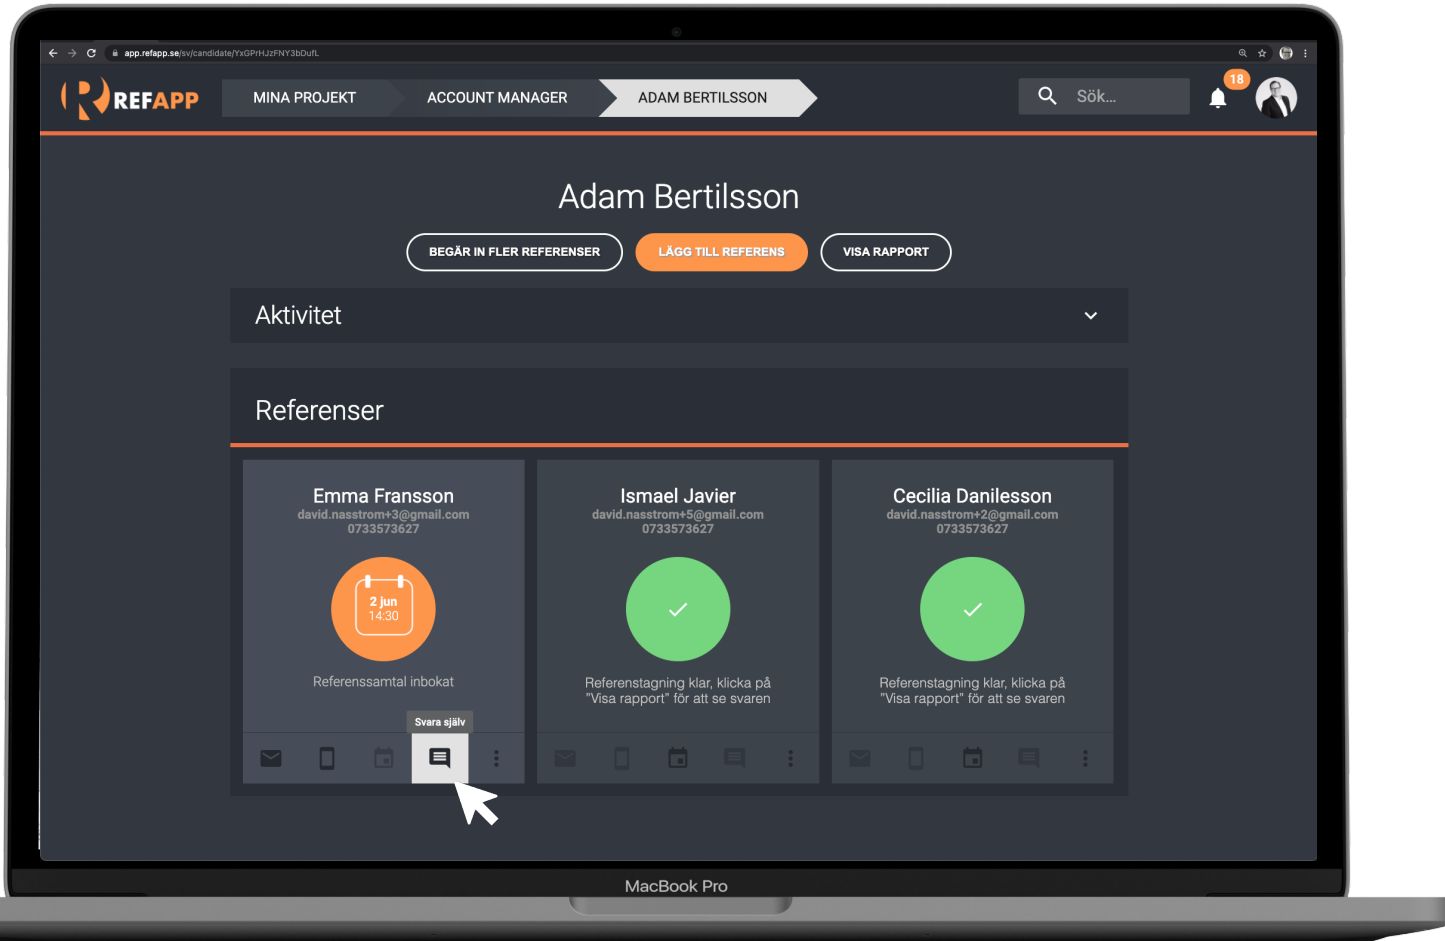 app.refapp.se/sv/candidate/YxGPrHJzFNY3bDufL
REFAPP
MINA PROJEKT
ACCOUNT MANAGER
ADAM BERTILSSON
Sök...
18
Adam Bertilsson
BEGÄR IN FLER REFERENSER
LÄGG TILL REFERENS
VISA RAPPORT
Aktivitet
Referenser
Emma Fransson
david.nasstrom+3@gmail.com
0733573627
2 jun
14:30
Referenssamtal inbokat
Svara själv
Ismael Javier
david.nasstrom+5@gmail.com
0733573627
Referenstagning klar, klicka på
"Visa rapport" för att se svaren
Cecilia Danilesson
david.nasstrom+2@gmail.com
0733573627
Referenstagning klar, klicka på
"Visa rapport" för att se svaren
MacBook Pro